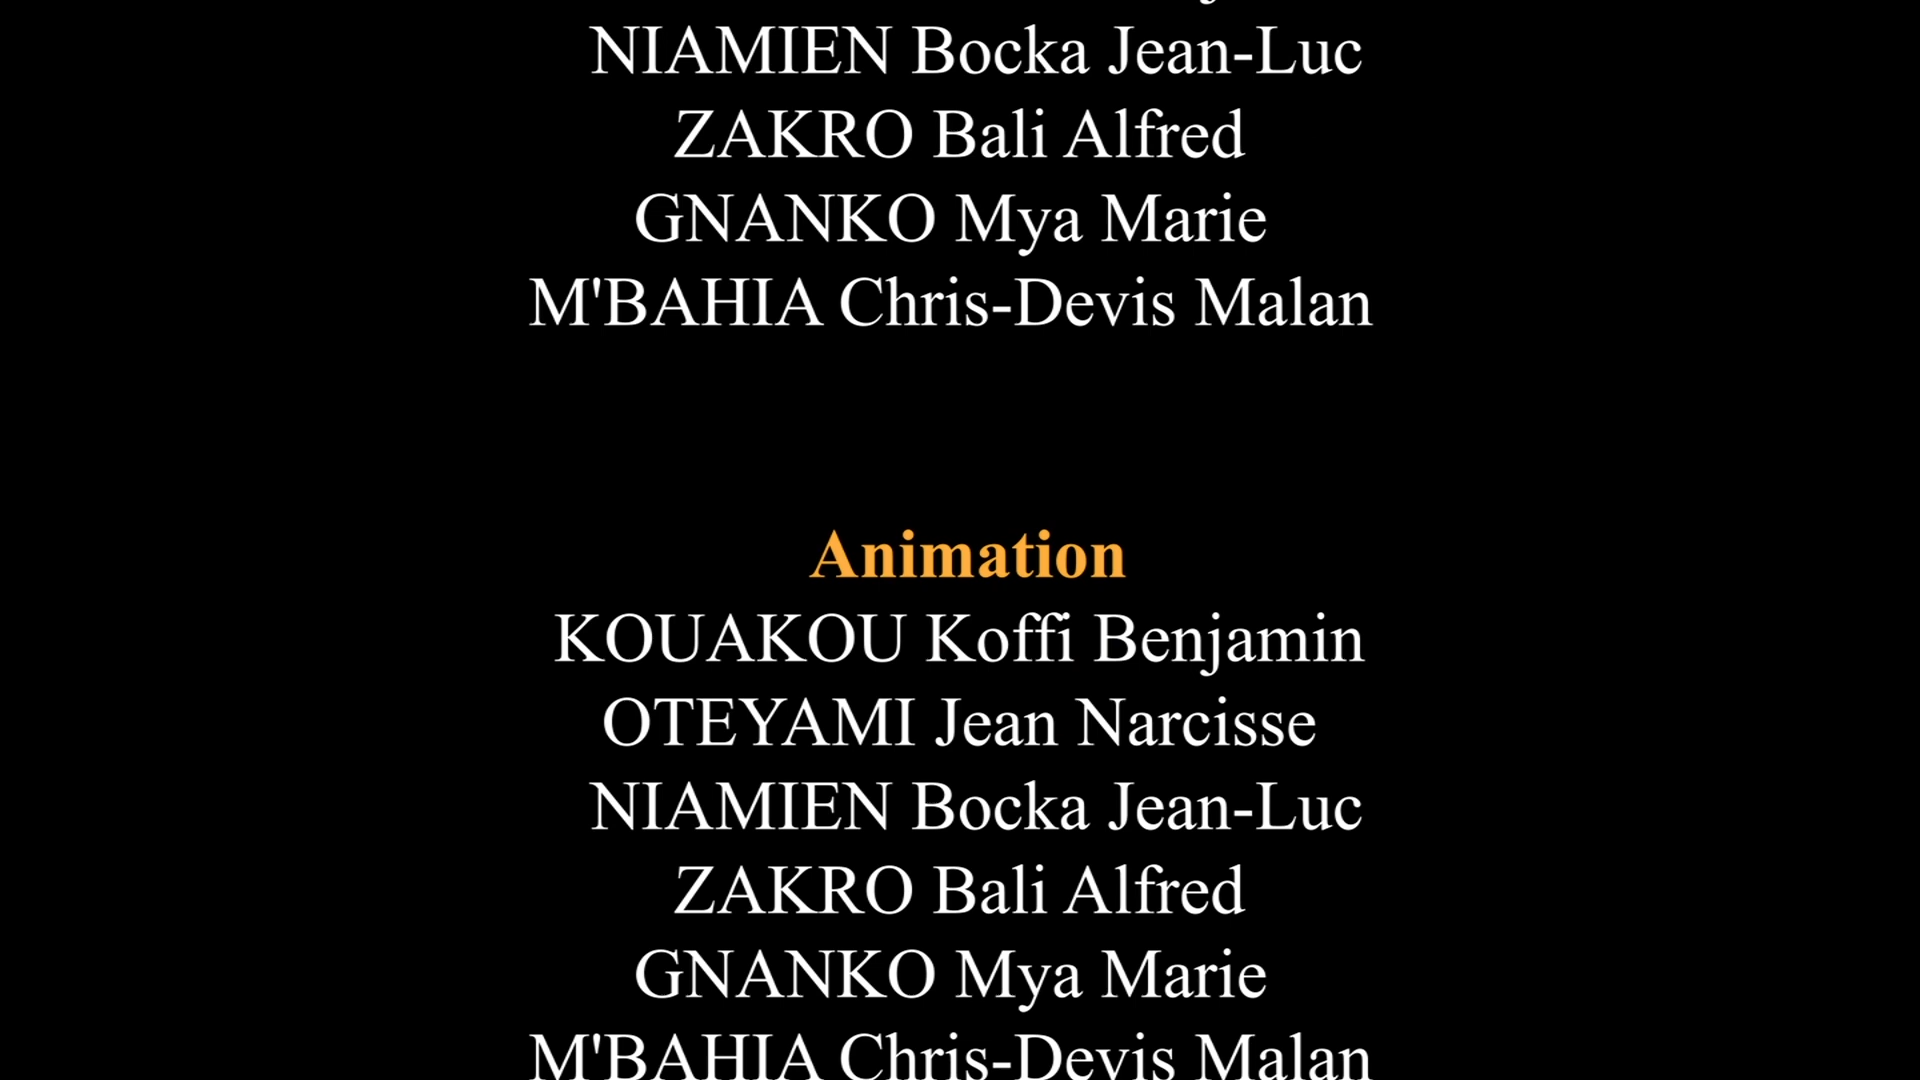 NIAMIEN Bocka Jean-Luc
ZAKRO Bali Alfred
GNANKO Mya Marie
M'BAHIA Chris-Devis Malan
Animation
KOUAKOU Koffi Benjamin
OTEYAMI Jean Narcisse
NIAMIEN Bocka Jean-Luc
ZAKRO Bali Alfred
GNANKO Mya Marie
M'BAHIA Chris-Devis Malan